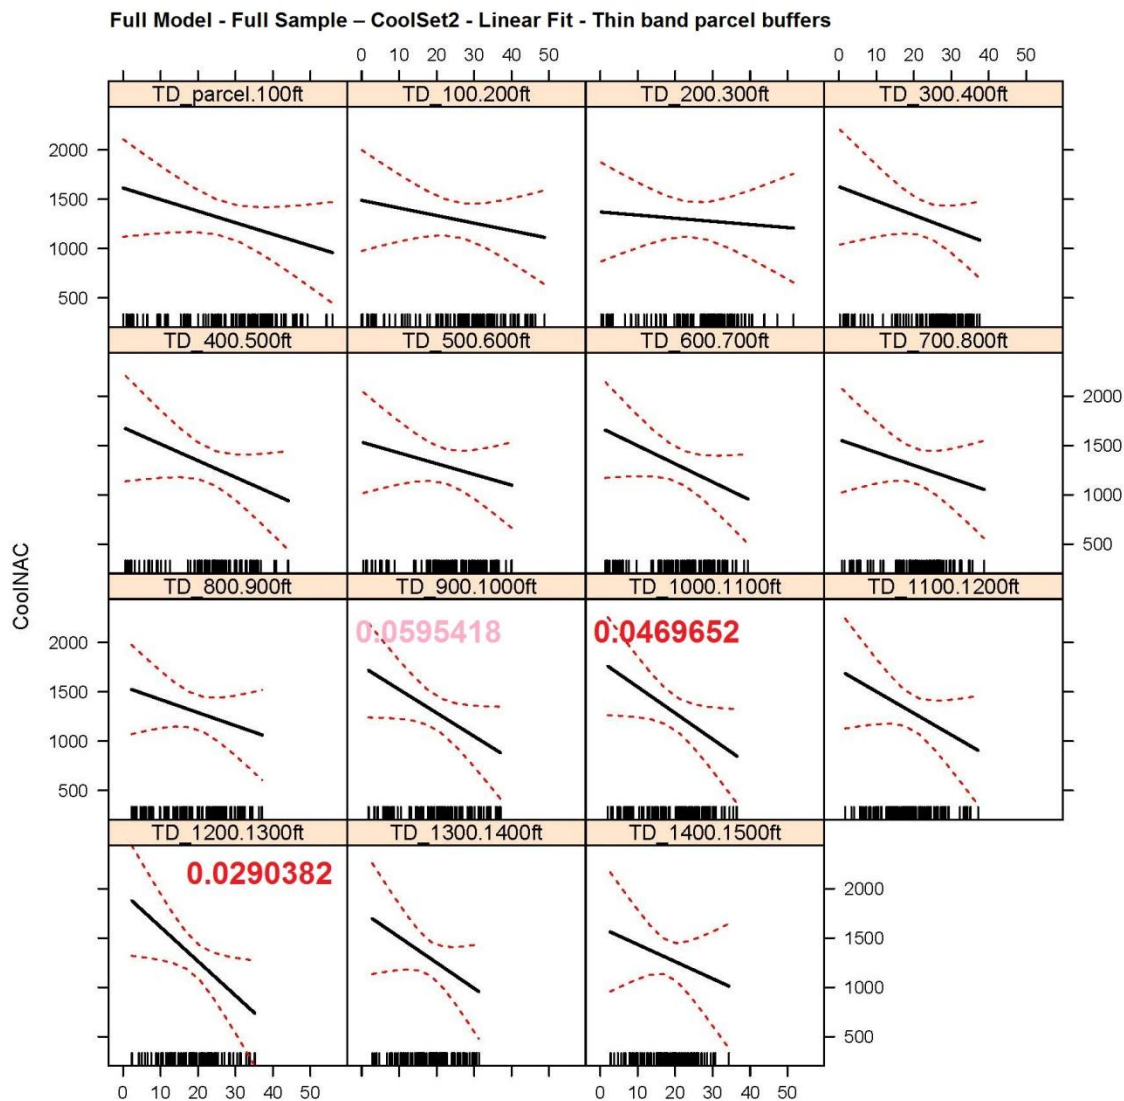 Full Model - Full Sample – CoolSet2 - Linear Fit - Thin band parcel buffers
0 10 20 30 40 50 0 10 20 30 40 50
TD_parcel.100ft TD_100.200ft TD_200.300ft TD_300.400ft
2000
1500
1000
500
TD_400.500ft TD_500.600ft TD_600.700ft TD_700.800ft
2000
1500
1000
500
CoolNAC
TD_800.900ft TD_900.1000ft TD_1000.1100ft TD_1100.1200ft
0.0595418 0.0469652
2000
1500
1000
500
TD_1200.1300ft TD_1300.1400ft TD_1400.1500ft
0.0290382
2000
1500
1000
500
0 10 20 30 40 50 0 10 20 30 40 50